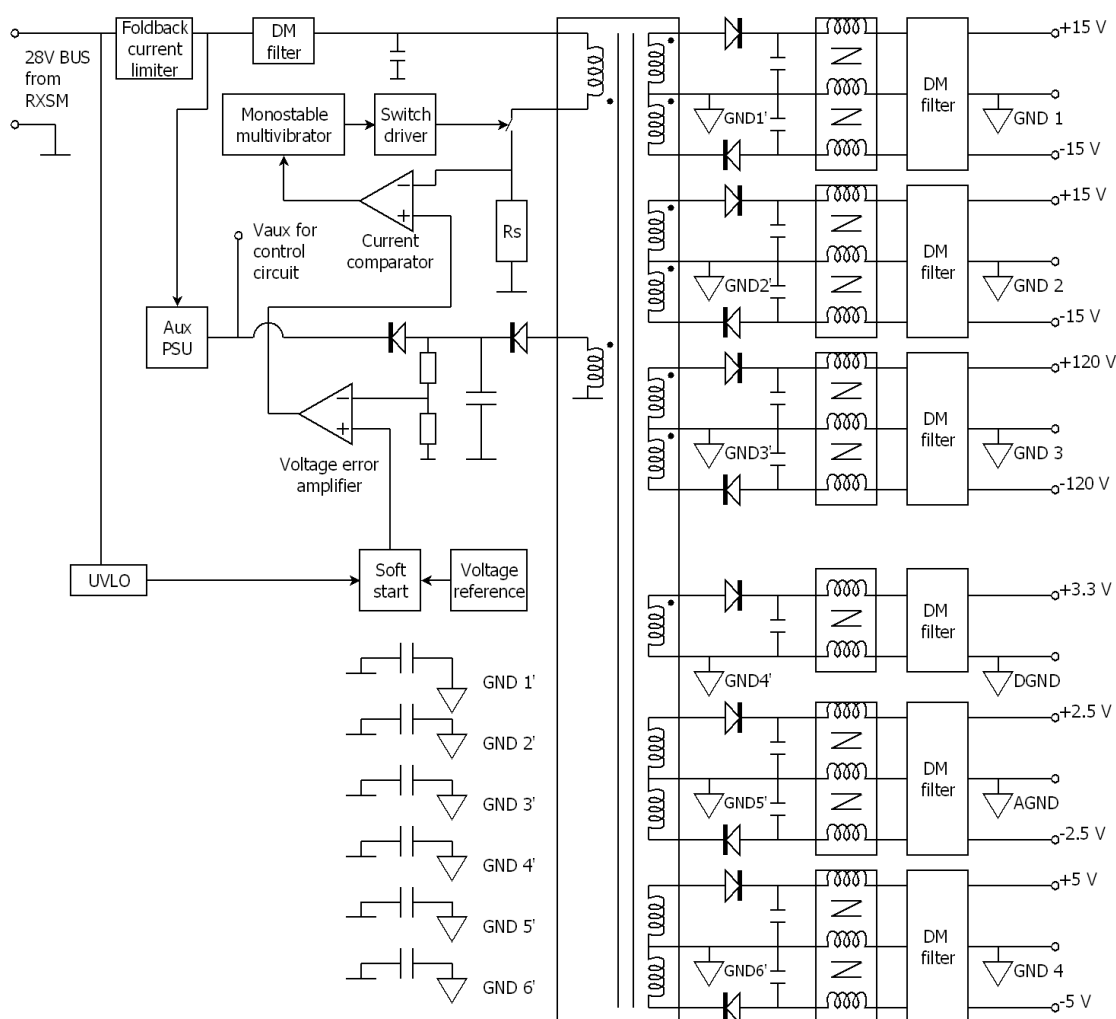 28V BUS
from
RXSM
Foldback
current
limiter
DM
filter
Monostable
multivibrator
Switch
driver
−
+
Current
comparator
Rs
Vaux for
control
circuit
Aux
PSU
−
+
Voltage error
amplifier
UVLO
Soft
start
Voltage
reference
GND 1'
GND 2'
GND 3'
GND 4'
GND 5'
GND 6'
GND1'
DM
filter
+15 V
GND 1
-15 V
GND2'
DM
filter
+15 V
GND 2
-15 V
GND3'
DM
filter
+120 V
GND 3
-120 V
GND4'
DM
filter
+3.3 V
DGND
GND5'
DM
filter
+2.5 V
AGND
-2.5 V
GND6'
DM
filter
+5 V
GND 4
-5 V